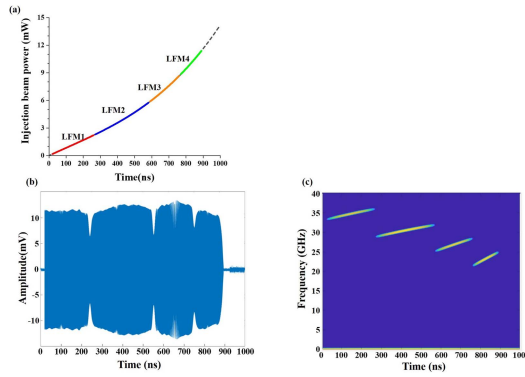 (a)
15
12
9
6
3
0
Injection beam power (mW)
LFM1
LFM2
LFM3
LFM4
0 100 200 300 400 500 600 700 800 900 1000
Time(ns)
(b)
10
5
0
-5
-10
Amplitude(mV)
0 100 200 300 400 500 600 700 800 900 1000
Time (ns)
(c)
40
35
30
25
20
15
10
5
0
Frequency (GHz)
0 100 200 300 400 500 600 700 800 900 1000
Time (ns)